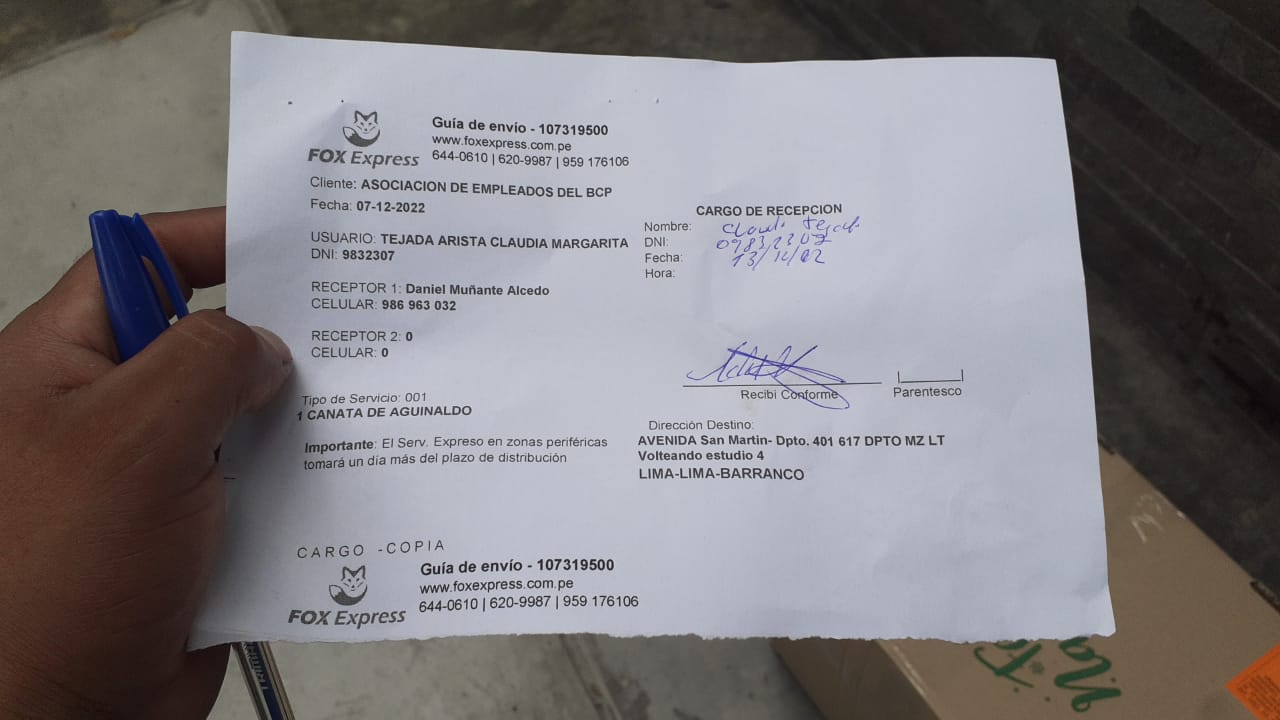 FOX Express
Guía de envío - 107319500
www.foxexpress.com.pe
644-0610 | 620-9987 | 959 176106
Cliente: ASOCIACION DE EMPLEADOS DEL BCP
Fecha: 07-12-2022
USUARIO: TEJADA ARISTA CLAUDIA MARGARITA
DNI: 9832307
RECEPTOR 1: Daniel Muñante Alcedo
CELULAR: 986 963 032
RECEPTOR 2: 0
CELULAR: 0
Tipo de Servicio: 001
1 CANATA DE AGUINALDO
Importante: El Serv. Expreso en zonas periféricas
tomará un día más del plazo de distribución
CARGO DE RECEPCION
Nombre:
DNI: 09832307
Fecha:
Hora:
Recibi Conforme
Parentesco
Dirección Destino:
AVENIDA San Martin- Dpto. 401 617 DPTO MZ LT
Volteando estudio 4
LIMA-LIMA-BARRANCO
CARGO -COPIA
FOX Express
Guía de envío - 107319500
www.foxexpress.com.pe
644-0610 | 620-9987 | 959 176106